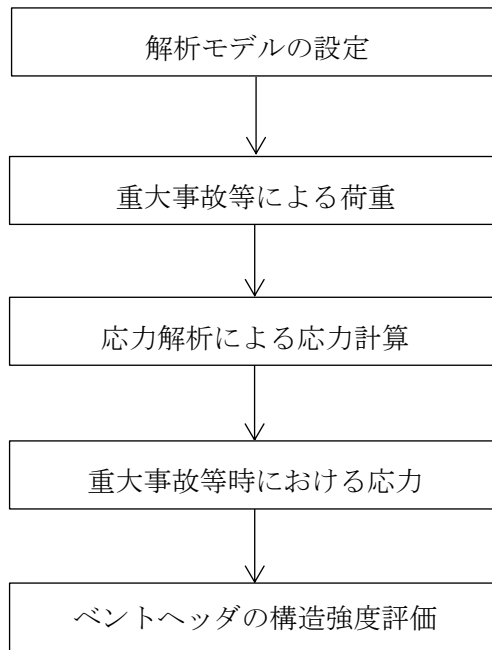 解析モデルの設定
重大事故等による荷重
応力解析による応力計算
重大事故等時における応力
ベントヘッダの構造強度評価